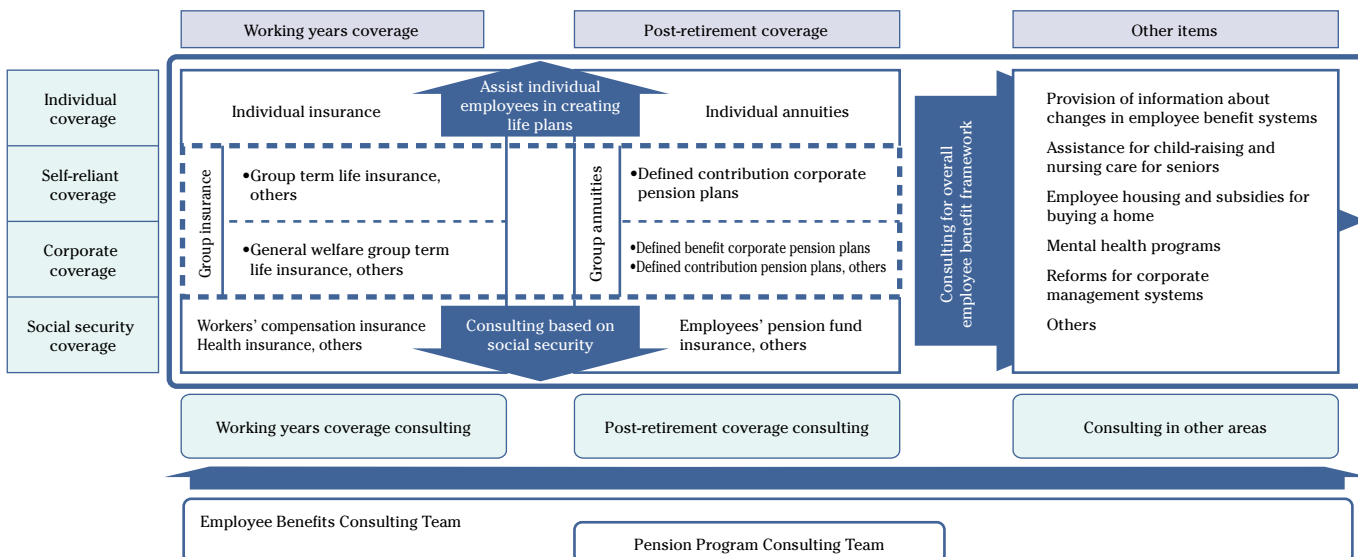 Working years coverage
Post-retirement coverage
Other items
Individual
coverage
Self-reliant
coverage
Corporate
coverage
Social security
coverage
Individual insurance
Assist individual
employees in creating
life plans
Individual annuities
Group insurance
•Group term life insurance,
others
•General welfare group term
life insurance, others
Group annuities
•Defined contribution corporate
pension plans
•Defined benefit corporate pension plans
•Defined contribution pension plans, others
Workers' compensation insurance
Health insurance, others
Consulting based on
social security
Employees' pension fund
insurance, others
Consulting for overall
employee benefit framework
Provision of information about
changes in employee benefit systems
Assistance for child-raising and
nursing care for seniors
Employee housing and subsidies for
buying a home
Mental health programs
Reforms for corporate
management systems
Others
Working years coverage consulting
Post-retirement coverage consulting
Consulting in other areas
Employee Benefits Consulting Team
Pension Program Consulting Team